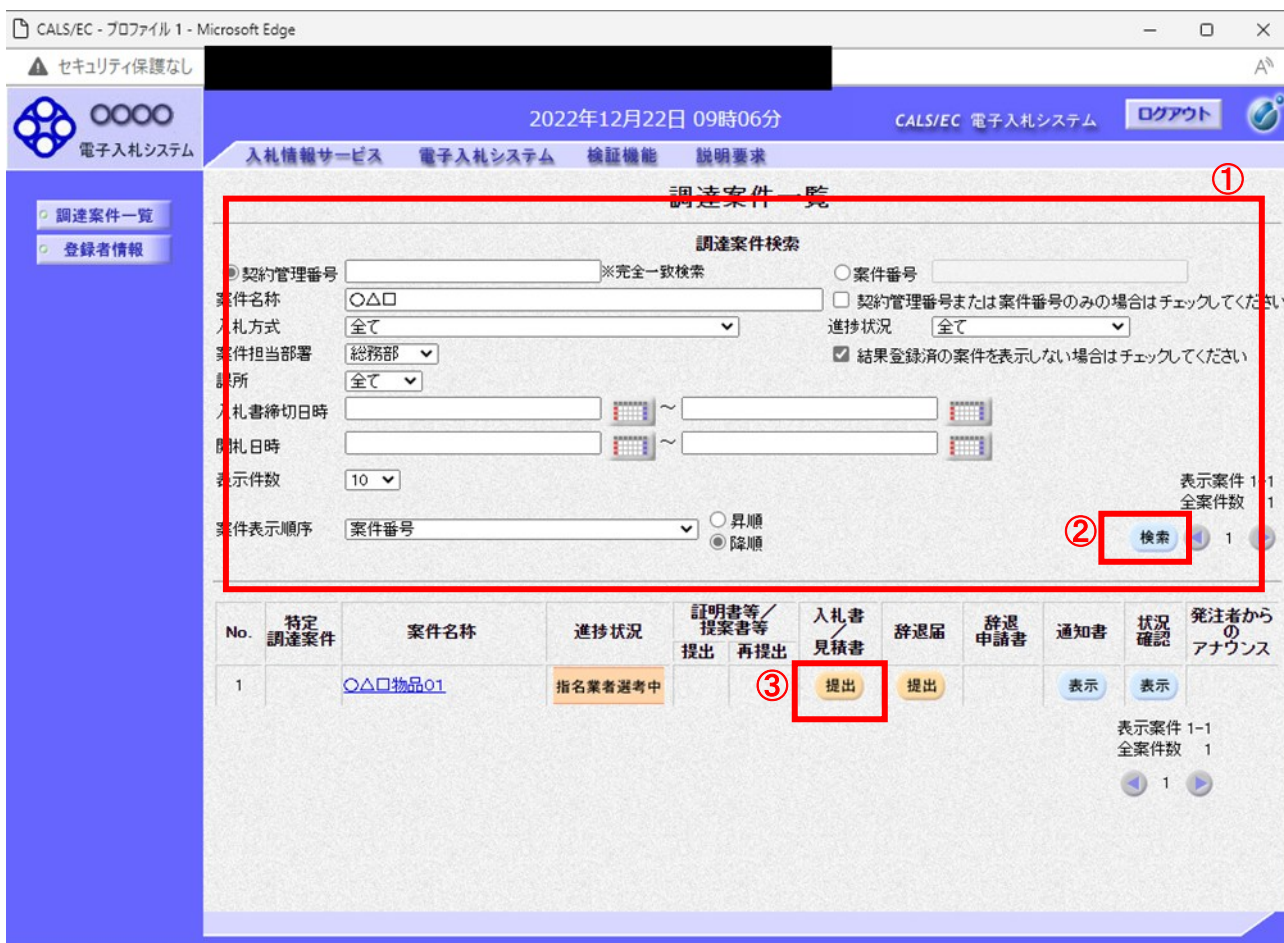 CALS/EC - プロファイル 1 - Microsoft Edge
セキュリティ保護なし
〇〇〇〇
電子入札システム
2022年12月22日 09時06分
CALS/EC 電子入札システム
ログアウト
入札情報サービス 電子入札システム 検証機能 説明要求
調達案件一覧
登録者情報
①
調達案件一覧
調達案件検索
契約管理番号 ※完全一致検索 案件番号
案件名称 〇△□ 契約管理番号または案件番号のみの場合はチェックしてください
入札方式 全て 進捗状況 全て
案件担当部署 総務部 結果登録済の案件を表示しない場合はチェックしてください
課所 全て
入札書締切日時 ～
開札日時 ～
表示件数 10
表示案件 1-1
全案件数 1
案件表示順序 案件番号 昇順
降順
② 検索 1
No. 特定調達案件 案件名称 進捗状況 証明書等／提案書等 提出 再提出 入札書／見積書 辞退届 辞退申請書 通知書 状況確認 発注者からのアナウンス
1 〇△□物品01 指名業者選考中 ③ 提出 提出 表示 表示
表示案件 1-1
全案件数 1
1